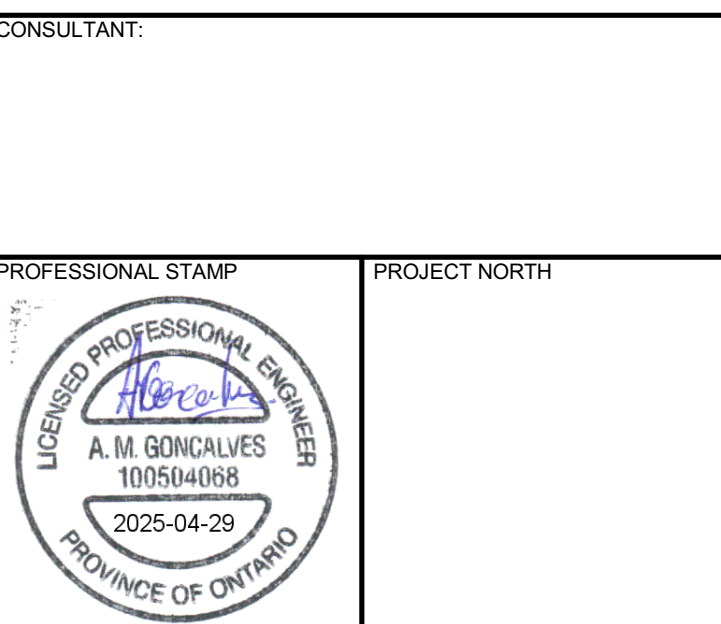 CONSULTANT:
PROFESSIONAL STAMP
LICENSED PROFESSIONAL ENGINEER
A. M. GONCALVES
100504068
2025-04-29
PROVINCE OF ONTARIO
PROJECT NORTH